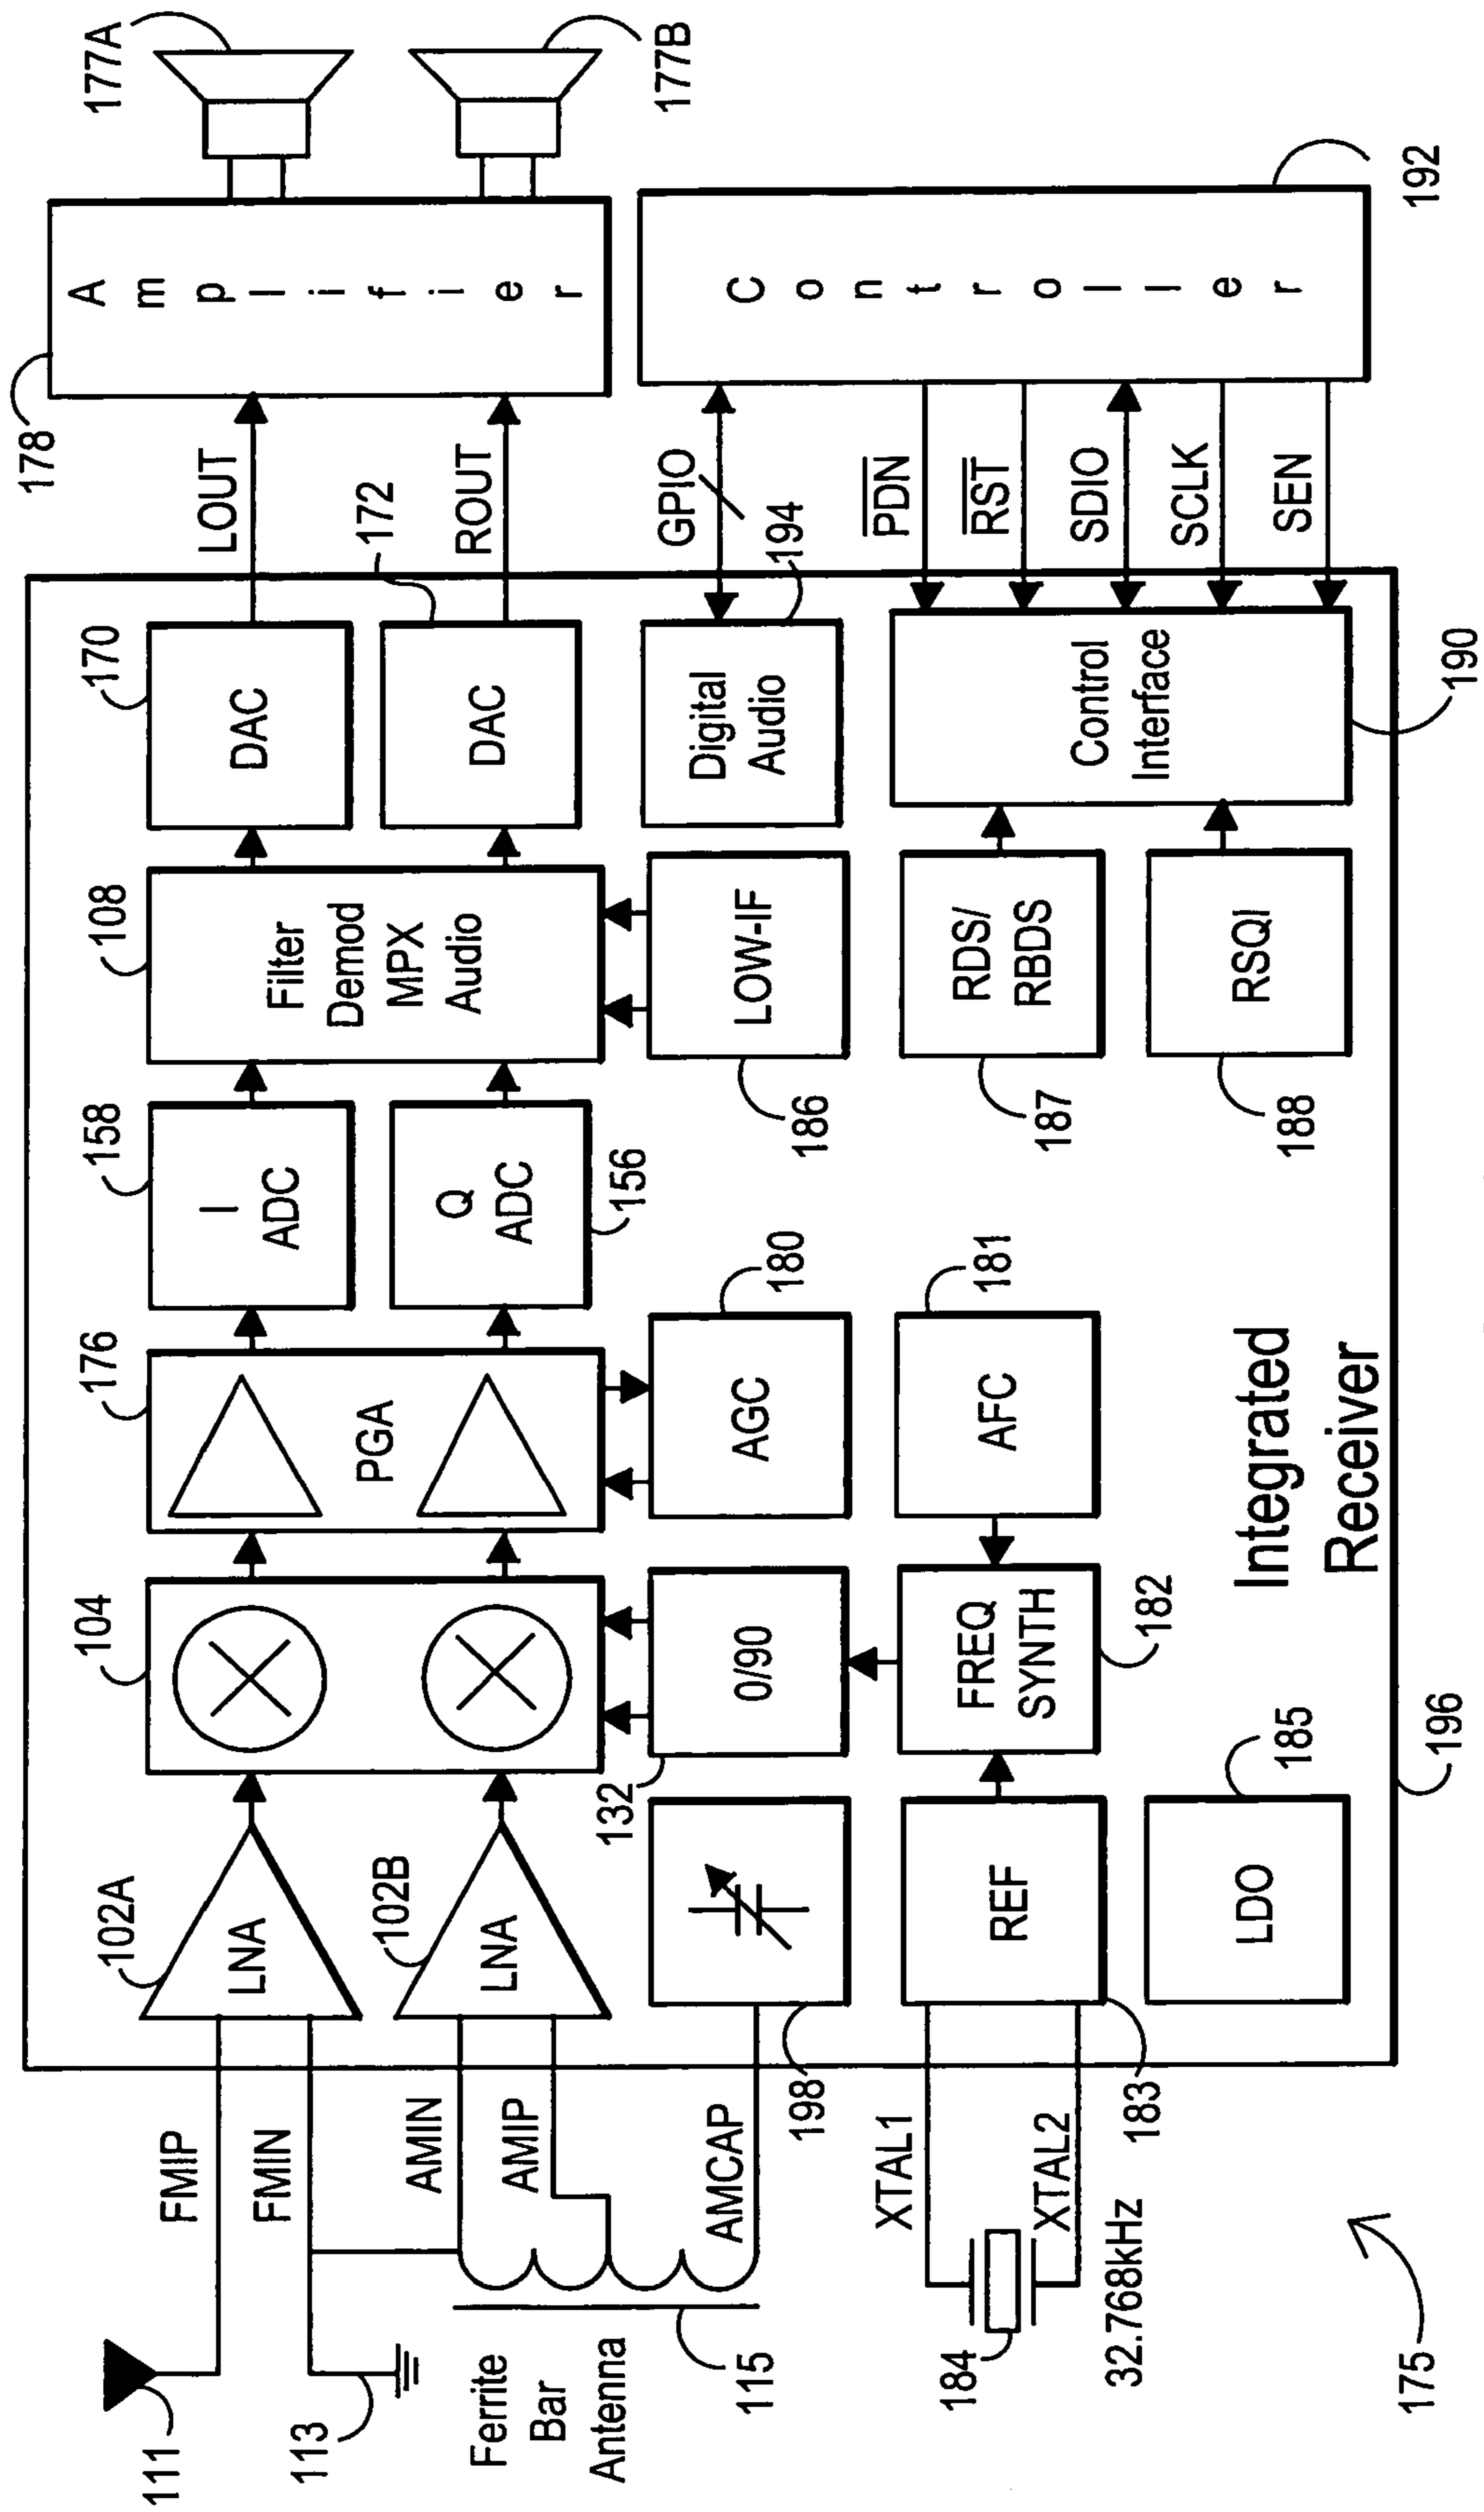 111
FMIP
113
FMIN
Ferrite
Bar
Antenna
AMIN
AMIP
115
AMCAP
184
XTAL1
XTAL2
32.768kHz
175
102A
LNA
102B
LNA
198
REF
183
LDO
185
196
104
132
0/90
FREQ
SYNTH
182
Integrated
Receiver
176
PGA
AGC
180
AFC
181
158
I
ADC
Q
ADC
156
108
Filter
Demod
MPX
Audio
LOW-IF
186
RDS/
RBDS
187
RSQI
188
170
DAC
172
DAC
Digital
Audio
194
Control
Interface
190
LOUT
ROUT
GPIO
PDN
RST
SDIO
SCLK
SEN
178
Amplifier
177A
177B
Controller
192